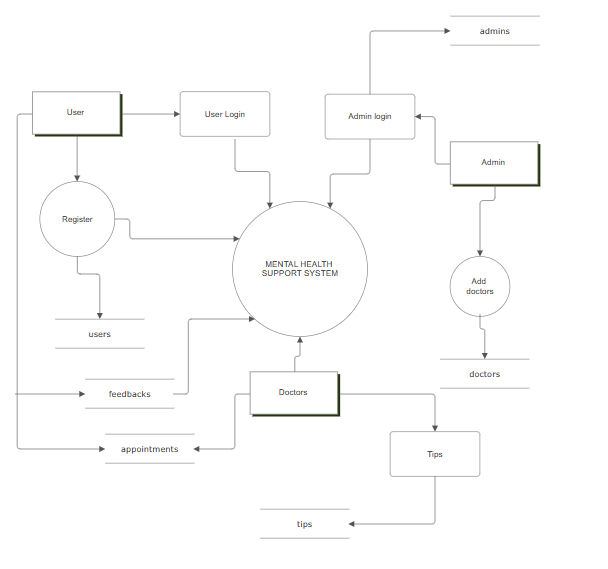 admins
User
User Login
Admin login
Admin
Register
MENTAL HEALTH
SUPPORT SYSTEM
Add
doctors
users
doctors
feedbacks
Doctors
appointments
Tips
tips